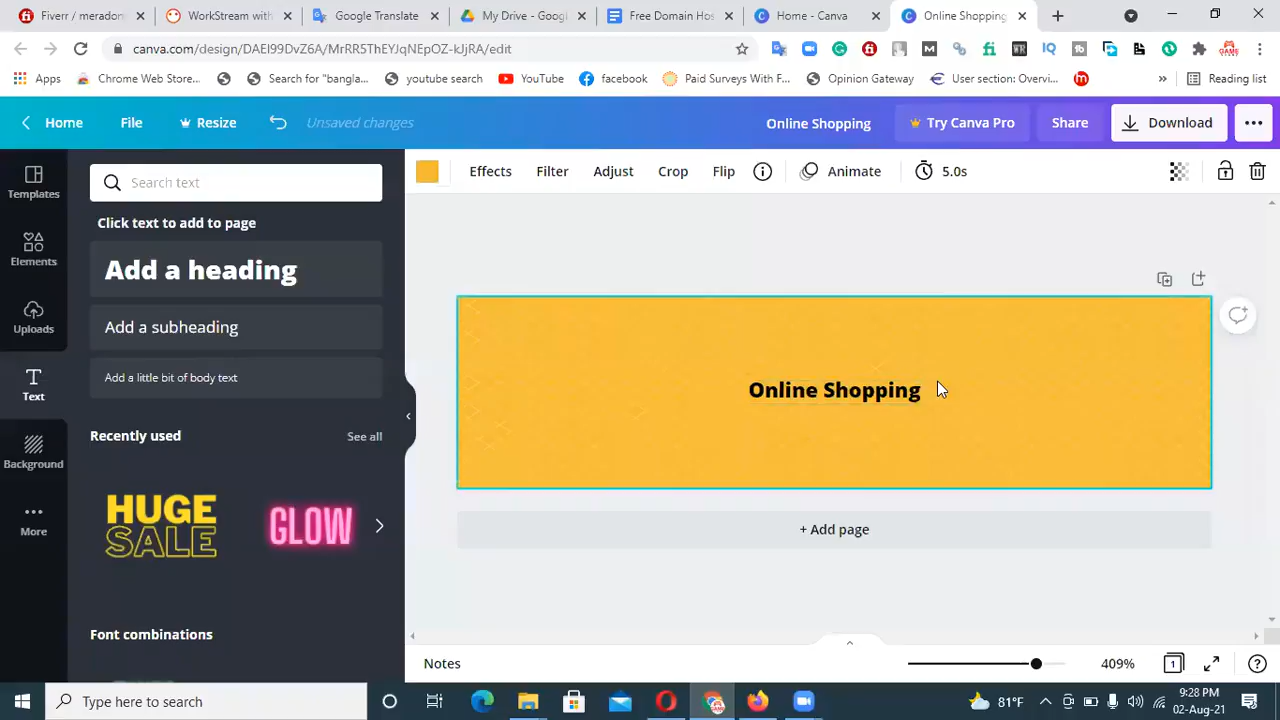 Fiverr / merador
WorkStream with
Google Translate
My Drive - Googl
Free Domain Hos
Home - Canva
Online Shopping
canva.com/design/DAEl99DvZ6A/MrRR5ThEYJqNEpOZ-kJjRA/edit
Apps
Chrome Web Store...
Search for "bangla...
youtube search
YouTube
facebook
Paid Surveys With F...
Opinion Gateway
User section: Overvi...
»
Reading list
Home
File
Resize
Unsaved changes
Online Shopping
Try Canva Pro
Share
Download
Effects
Filter
Adjust
Crop
Flip
Animate
5.0s
Templates
Elements
Uploads
Text
Background
More
Search text
Click text to add to page
Add a heading
Add a subheading
Add a little bit of body text
Recently used
See all
HUGE
SALE
GLOW
Font combinations
Online Shopping
+ Add page
Notes
409%
1
Type here to search
81°F
9:28 PM
02-Aug-21